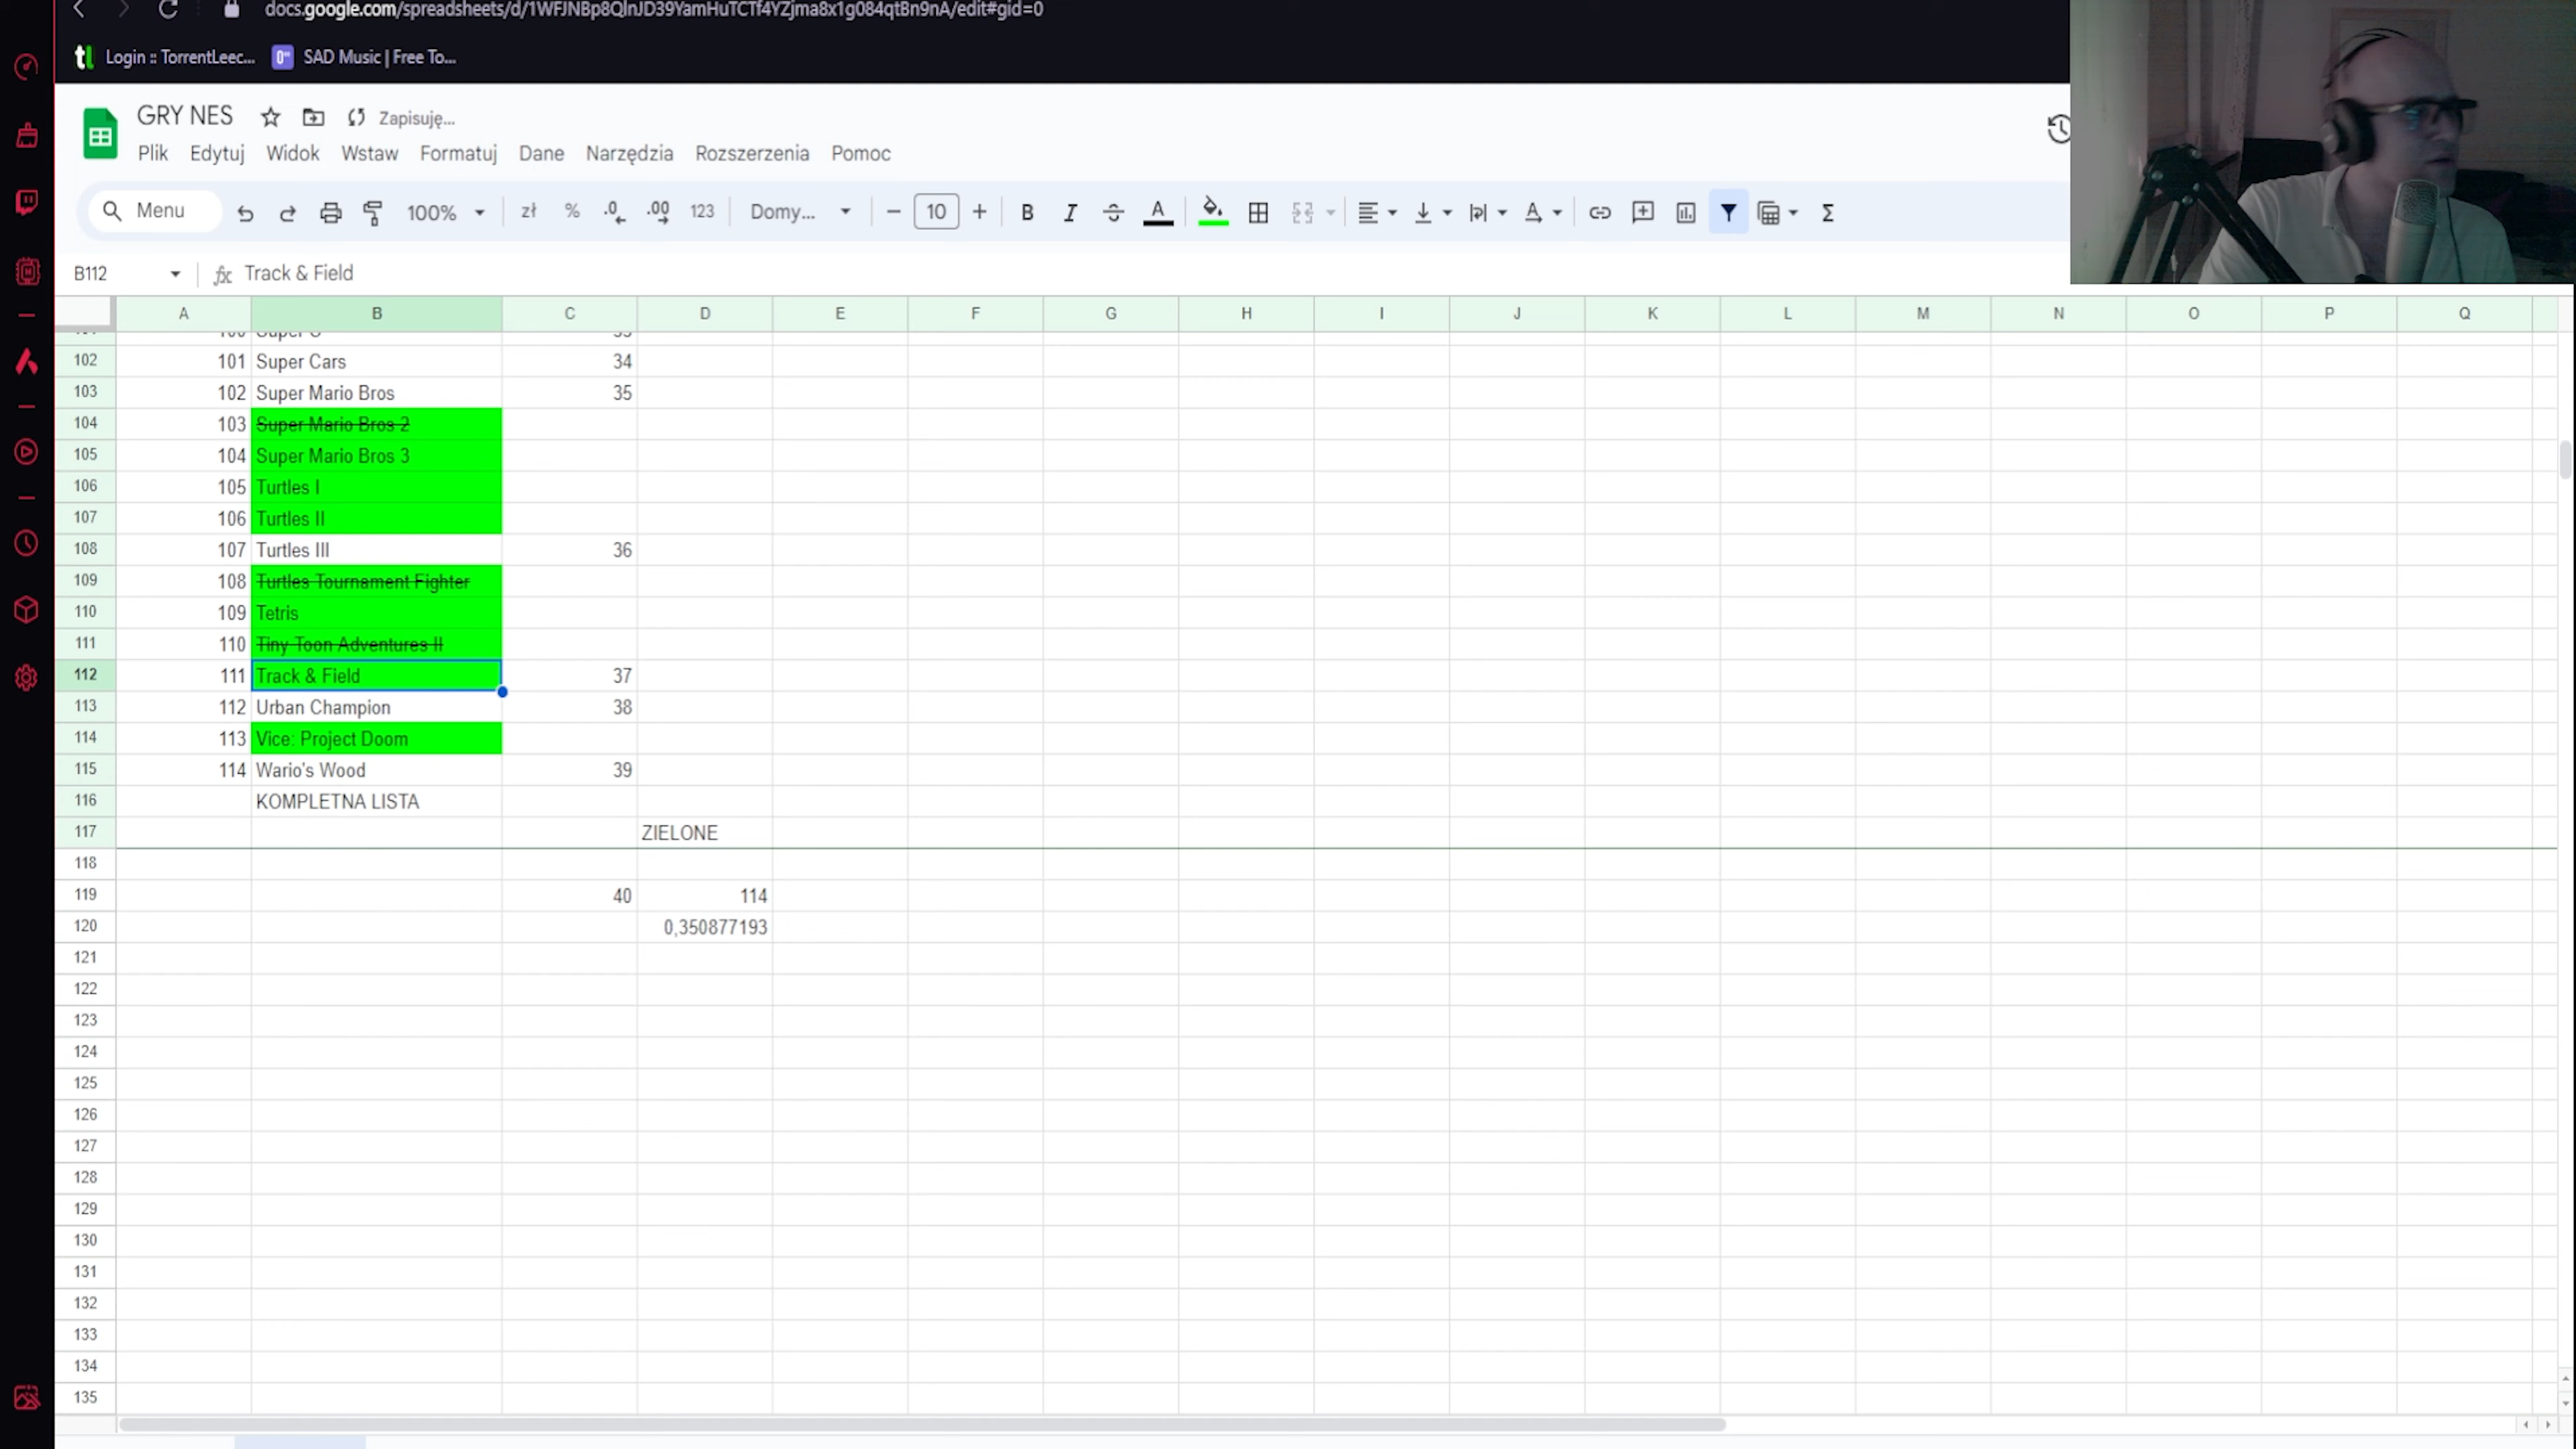 docs.google.com/spreadsheets/d/1WFJNBp8QlnJD39YamHuTCTf4YZjma8x1g084qtBn9nA/edit#gid=0
Login :: TorrentLeec... SAD Music | Free To...
GRY NES Zapisuję...
Plik Edytuj Widok Wstaw Formatuj Dane Narzędzia Rozszerzenia Pomoc
Menu 100% zł % .0 .00 123 Domy... 10 B I A Σ
B112 fx Track & Field
A B C D E F G H I J K L M N O P Q
102 101 Super Cars 34
103 102 Super Mario Bros 35
104 103 Super Mario Bros 2
105 104 Super Mario Bros 3
106 105 Turtles I
107 106 Turtles II
108 107 Turtles III 36
109 108 Turtles Tournament Fighter
110 109 Tetris
111 110 Tiny Toon Adventures II
112 111 Track & Field 37
113 112 Urban Champion 38
114 113 Vice: Project Doom
115 114 Wario's Wood 39
116 KOMPLETNA LISTA
117 ZIELONE
118
119 40 114
120 0,350877193
121
122
123
124
125
126
127
128
129
130
131
132
133
134
135